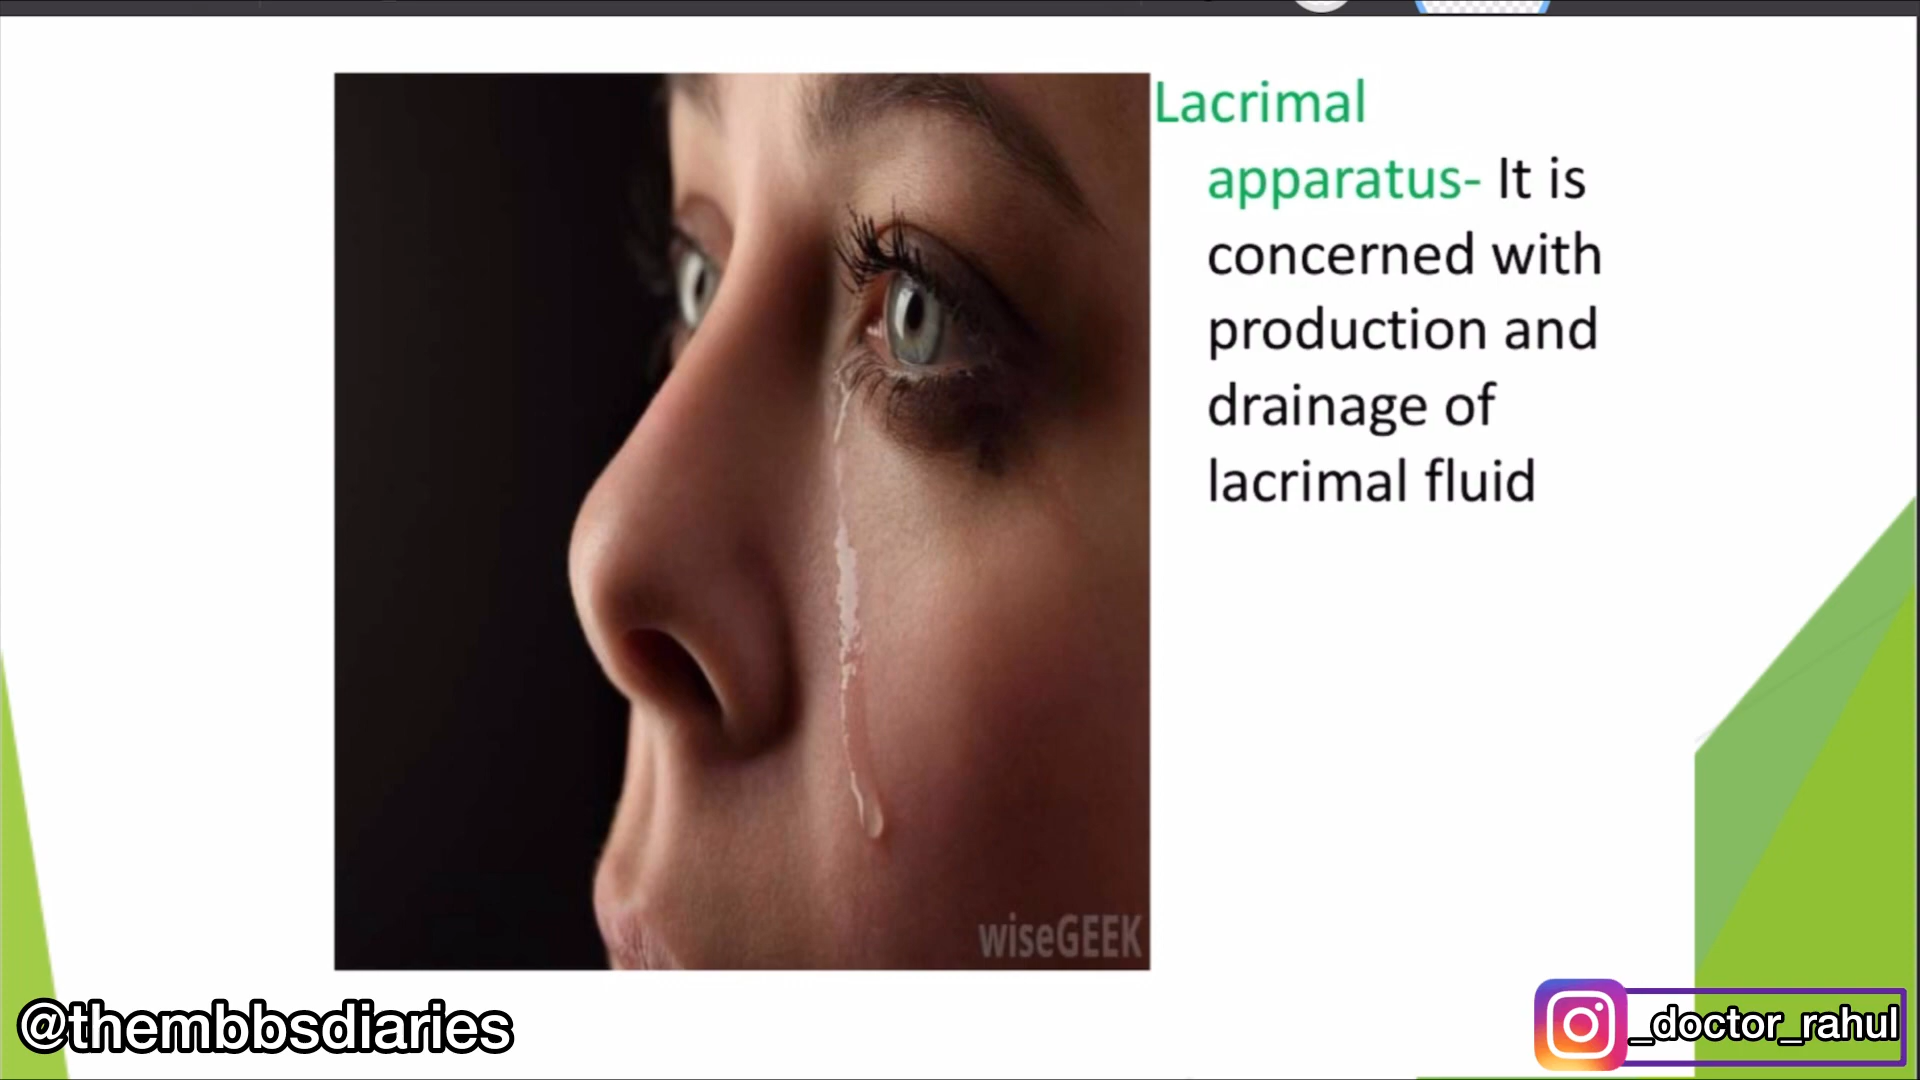 Lacrimal
apparatus- It is
concerned with
production and
drainage of
lacrimal fluid
wiseGEEK
@thembbsdiaries
_doctor_rahul